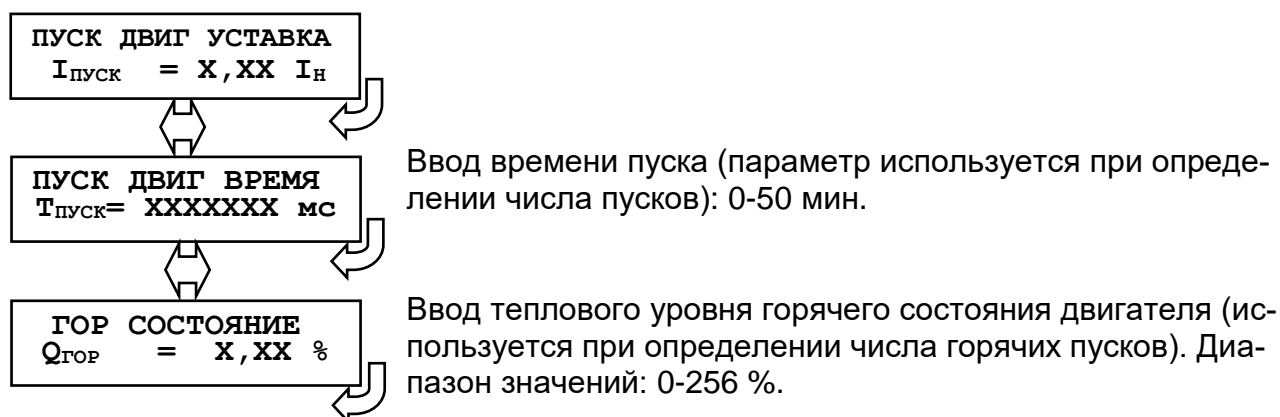 ПУСК ДВИГ УСТАВКА
IПУСК = X,XX IН
ПУСК ДВИГ ВРЕМЯ
TПУСК= XXXXXXX мс
Ввод времени пуска (параметр используется при опреде-
лении числа пусков): 0-50 мин.
ГОР СОСТОЯНИЕ
QГОР = X,XX %
Ввод теплового уровня горячего состояния двигателя (ис-
пользуется при определении числа горячих пусков). Диа-
пазон значений: 0-256 %.